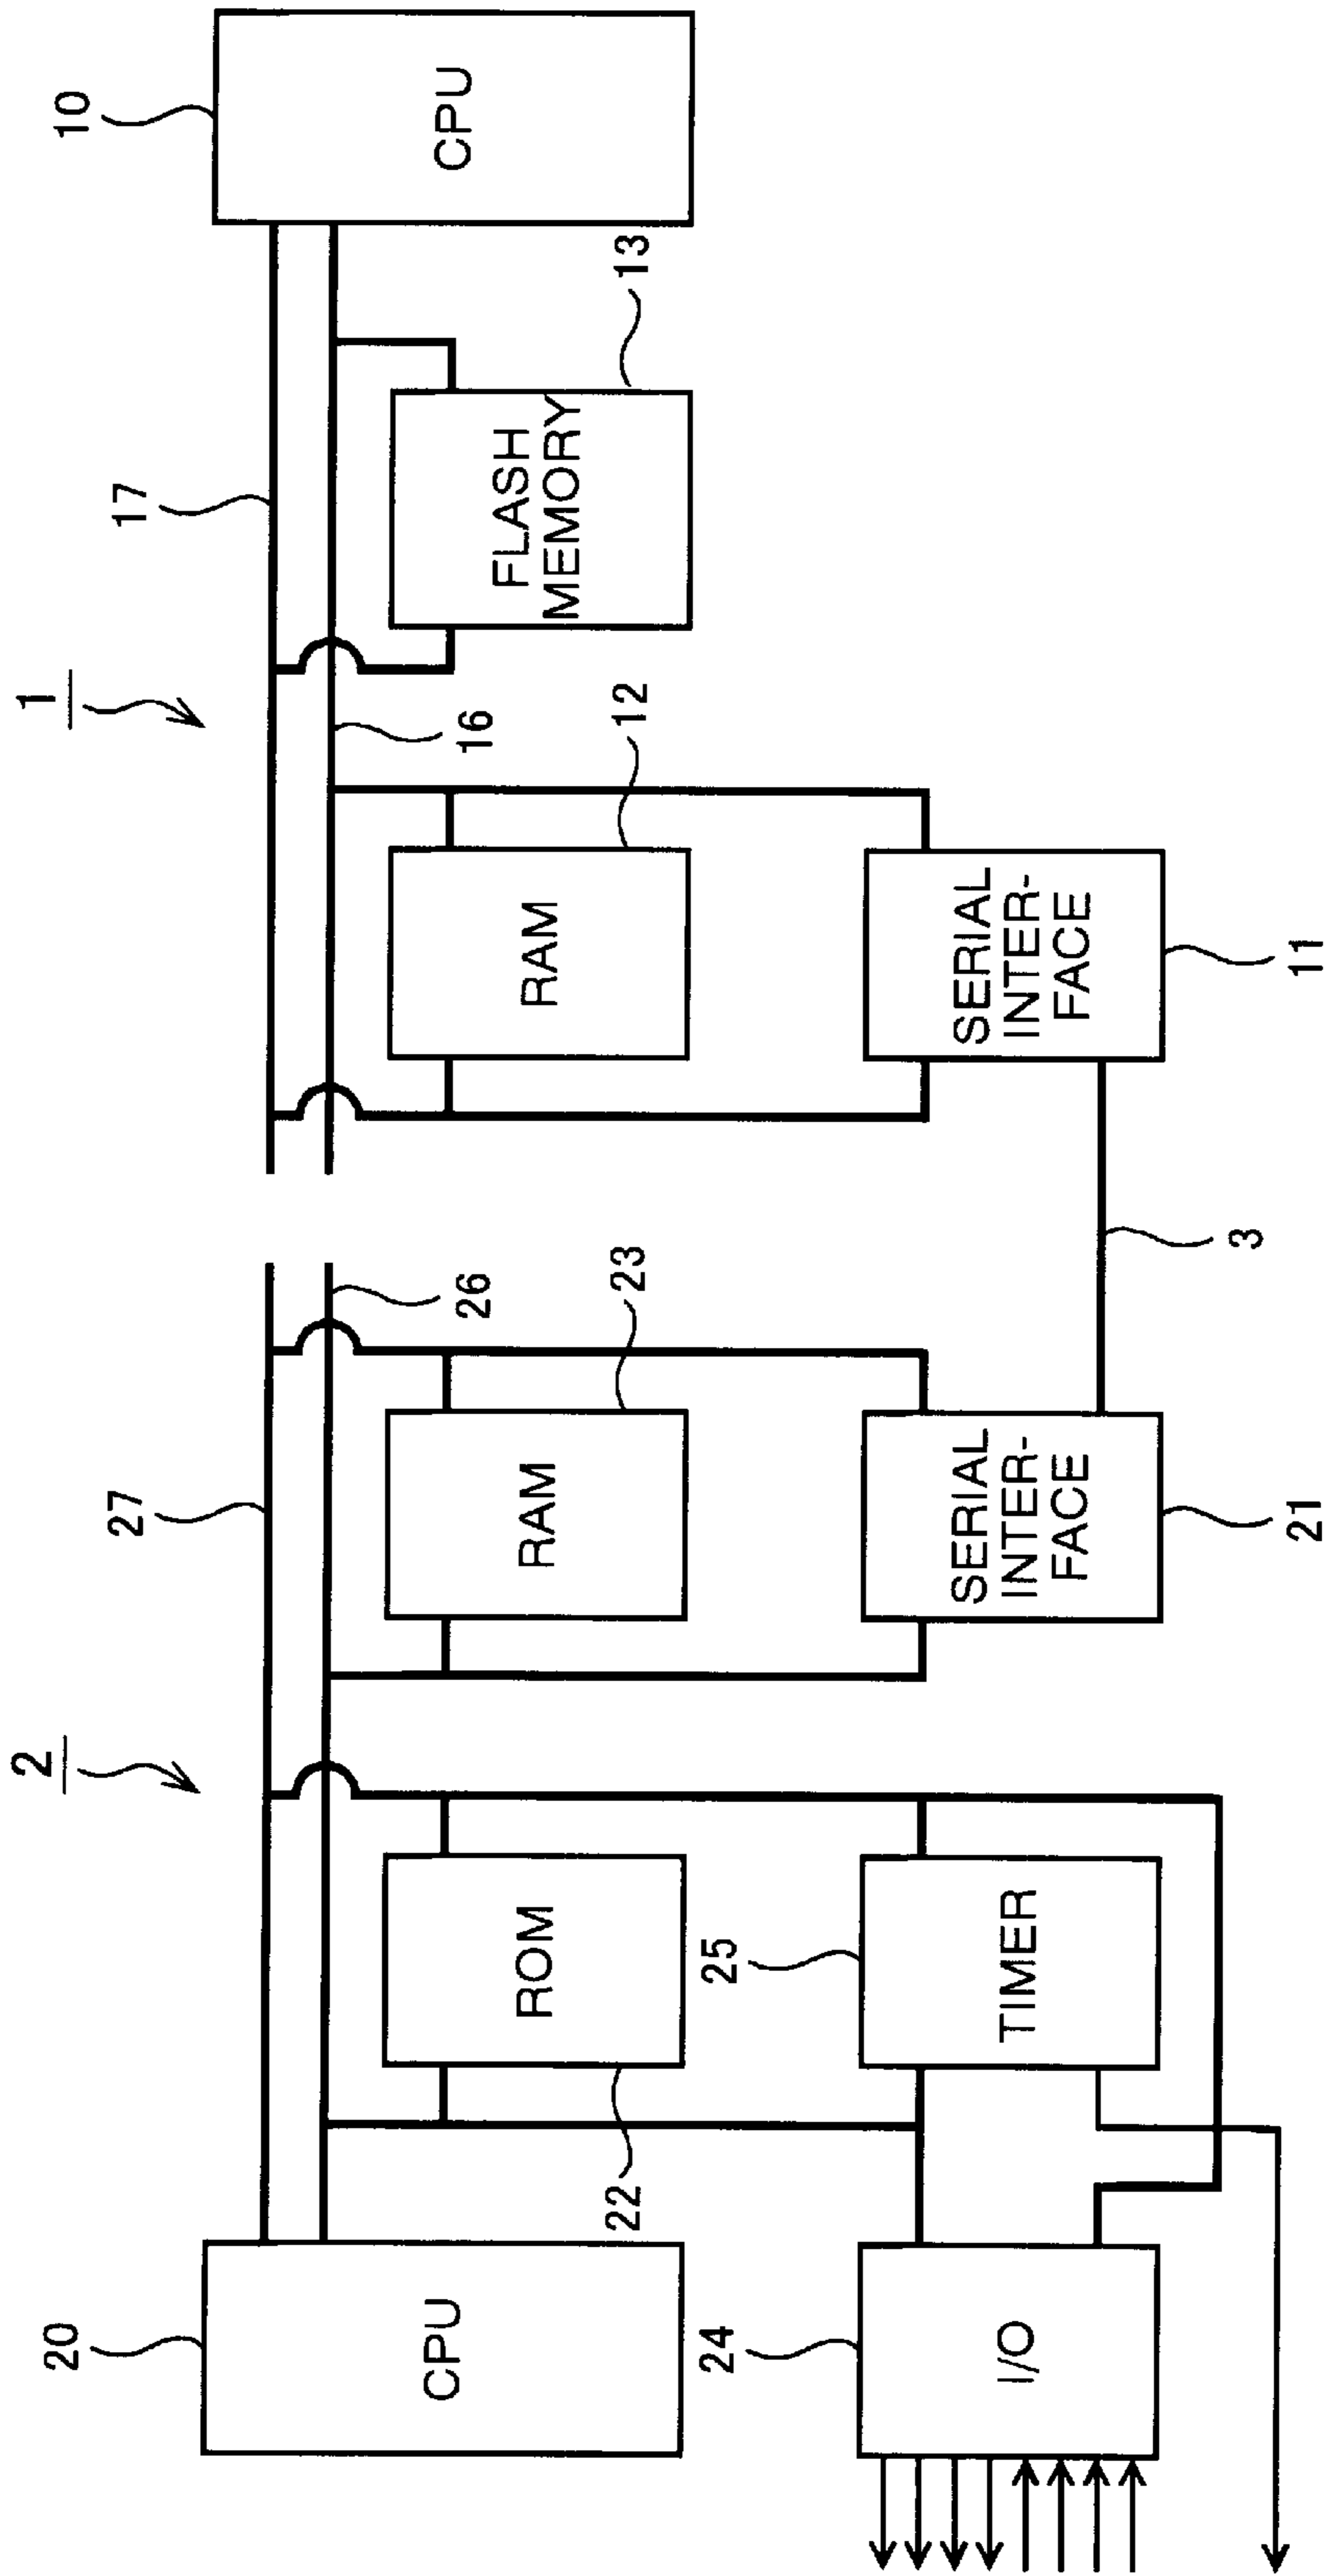 2
1
20
27
17
10
CPU
CPU
26
16
22
ROM
RAM
23
RAM
12
FLASH
MEMORY
13
24
25
I/O
TIMER
SERIAL
INTER-
FACE
SERIAL
INTER-
FACE
3
21
11